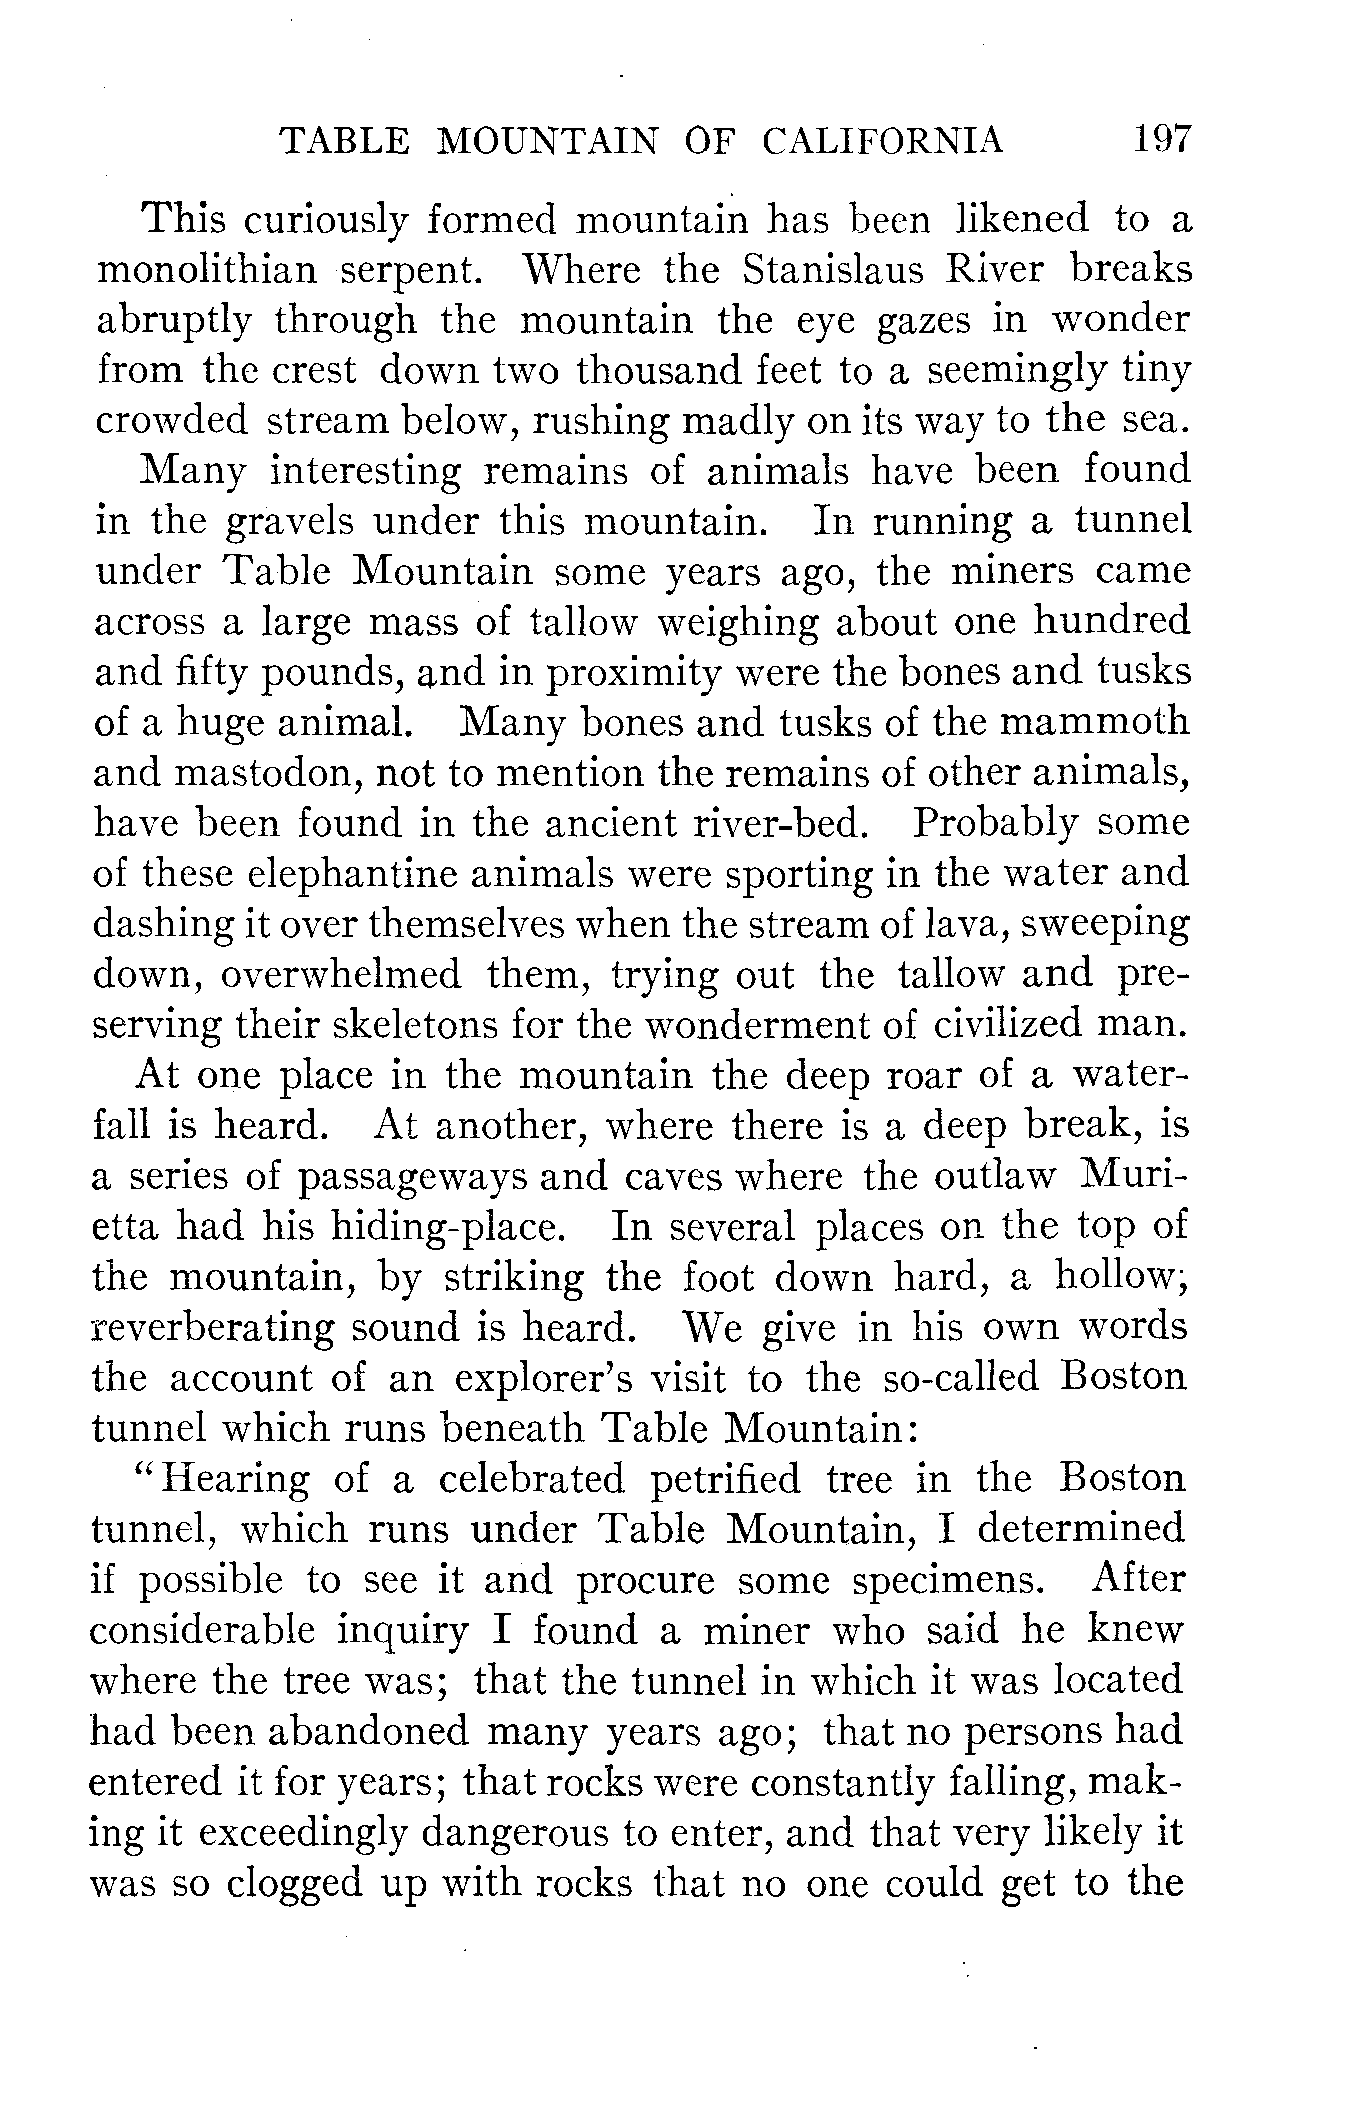 TABLE MOUNTAIN OF CALIFORNIA 197
This curiously formed mountain has been likened to a
monolithian serpent. Where the Stanislaus River breaks
abruptly through the mountain the eye gazes in wonder
from the crest down two thousand feet to a seemingly tiny
crowded stream below, rushing madly on its way to the sea.
Many interesting remains of animals have been found
in the gravels under this mountain. In running a tunnel
under Table Mountain some years ago, the miners came
across a large mass of tallow weighing about one hundred
and fifty pounds, and in proximity were the bones and tusks
of a huge animal. Many bones and tusks of the mammoth
and mastodon, not to mention the remains of other animals,
have been found in the ancient river-bed. Probably some
of these elephantine animals were sporting in the water and
dashing it over themselves when the stream of lava, sweeping
down, overwhelmed them, trying out the tallow and pre-
serving their skeletons for the wonderment of civilized man.
At one place in the mountain the deep roar of a water-
fall is heard. At another, where there is a deep break, is
a series of passageways and caves where the outlaw Muri-
etta had his hiding-place. In several places on the top of
the mountain, by striking the foot down hard, a hollow;
reverberating sound is heard. We give in his own words
the account of an explorer's visit to the so-called Boston
tunnel which runs beneath Table Mountain:
"Hearing of a celebrated petrified tree in the Boston
tunnel, which runs under Table Mountain, I determined
if possible to see it and procure some specimens. After
considerable inquiry I found a miner who said he knew
where the tree was; that the tunnel in which it was located
had been abandoned many years ago; that no persons had
entered it for years; that rocks were constantly falling, mak-
ing it exceedingly dangerous to enter, and that very likely it
was so clogged up with rocks that no one could get to the